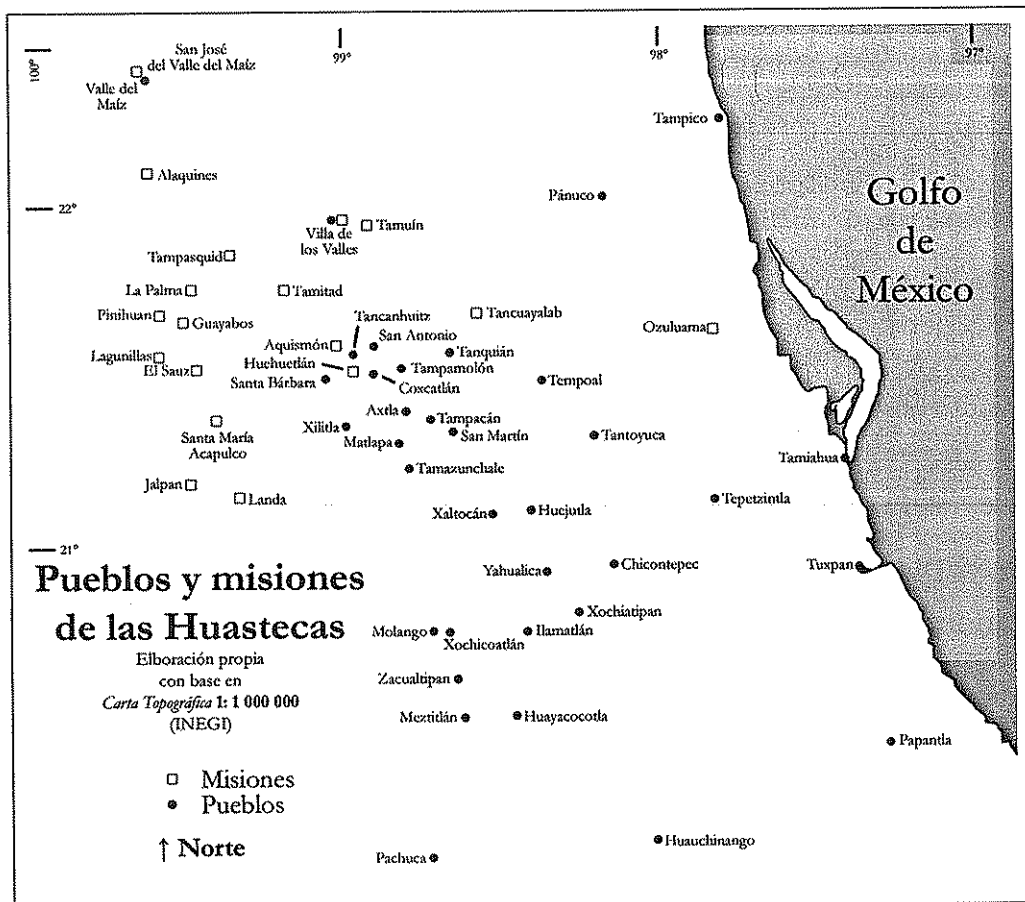 100°
99°
98°
97°
San José
del Valle del Maíz
Valle del
Maíz
Tampico
Alaquines
Pánuco
Golfo
de
México
22°
Villa de
los Valles
Tamuín
Tampasquid
La Palma
Tamitad
Pinihuan
Guayabos
Tancanhuitz
Tancuayalab
Ozuluama
San Antonio
Aquismón
Tanquián
Lagunillas
Huehuetlán
El Sauz
Tampamolón
Santa Bárbara
Coxcatlán
Tempoal
Axtla
Tampacán
Xilitla
Santa María
Acapulco
San Martín
Tantoyuca
Matlapa
Tamiahua
Tamazunchale
Jalpan
Landa
Tepetzintla
Xaltocán
Huejutla
21°
Pueblos y misiones
de las Huastecas
Yahualica
Chicontepec
Tuxpan
Xochiatipan
Molango
Xochicoatlán
Ilamatlán
Elboración propia
con base en
Carta Topográfica 1: 1 000 000
(INEGI)
Zacualtipan
Meztitlán
Huayacocotla
Papantla
Misiones
Pueblos
↑ Norte
Huauchinango
Pachuca